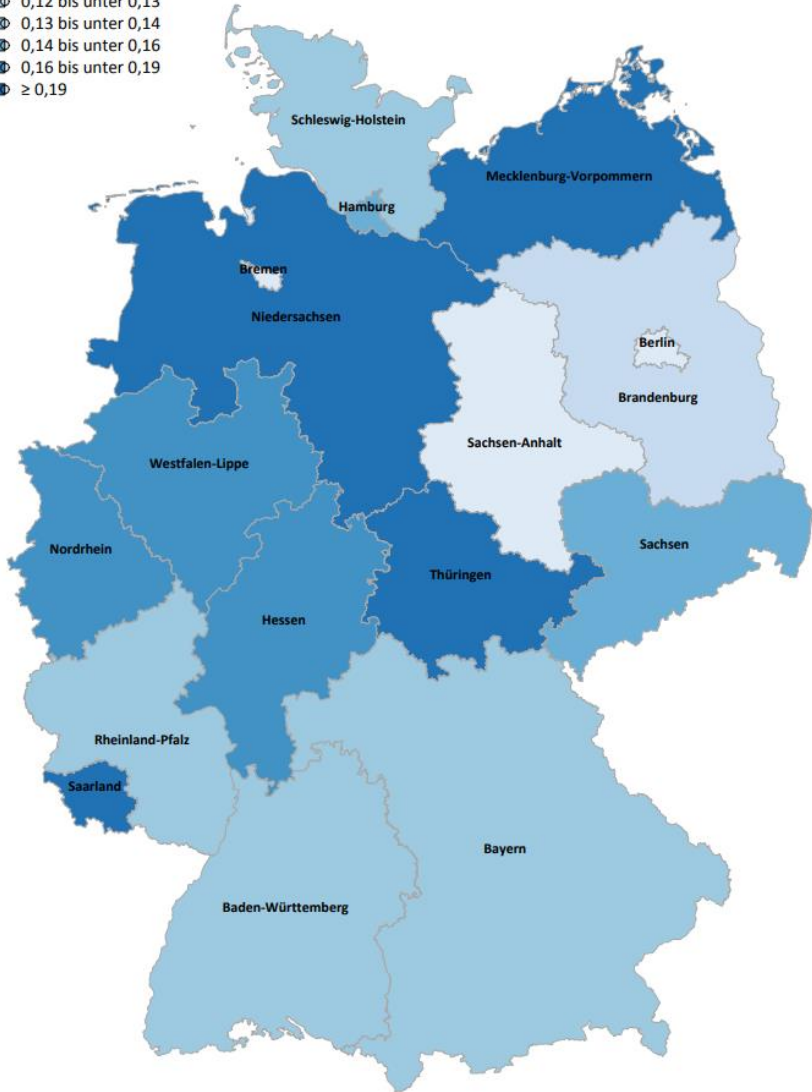 0,12 bis unter 0,13
0,13 bis unter 0,14
0,14 bis unter 0,16
0,16 bis unter 0,19
≥ 0,19
Schleswig-Holstein
Mecklenburg-Vorpommern
Hamburg
Bremen
Niedersachsen
Berlin
Brandenburg
Sachsen-Anhalt
Westfalen-Lippe
Nordrhein
Sachsen
Thüringen
Hessen
Rheinland-Pfalz
Saarland
Bayern
Baden-Württemberg